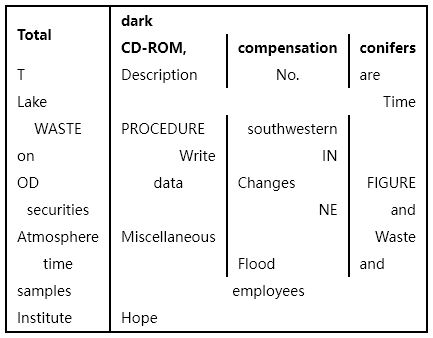 Total dark
CD-ROM, compensation conifers
T Description No. are
Lake Time
WASTE PROCEDURE southwestern
on Write IN
OD data Changes FIGURE
securities NE and
Atmosphere Miscellaneous Waste
time Flood and
samples employees
Institute Hope